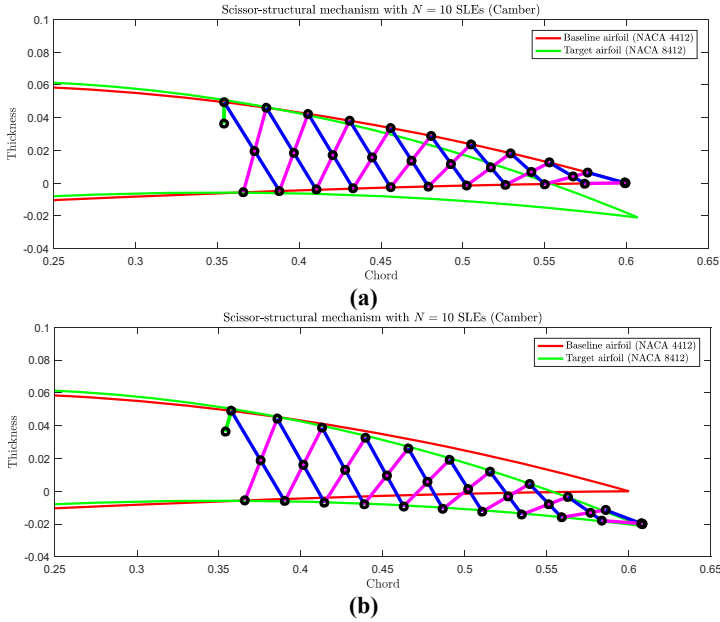 Scissor-structural mechanism with N = 10 SLEs (Camber)
0.1
0.08
0.06
0.04
0.02
0
-0.02
-0.04
Thickness
Baseline airfoil (NACA 4412)
Target airfoil (NACA 8412)
0.25 0.3 0.35 0.4 0.45 0.5 0.55 0.6 0.65
Chord
(a)
Scissor-structural mechanism with N = 10 SLEs (Camber)
0.1
0.08
0.06
0.04
0.02
0
-0.02
-0.04
Thickness
Baseline airfoil (NACA 4412)
Target airfoil (NACA 8412)
0.25 0.3 0.35 0.4 0.45 0.5 0.55 0.6 0.65
Chord
(b)